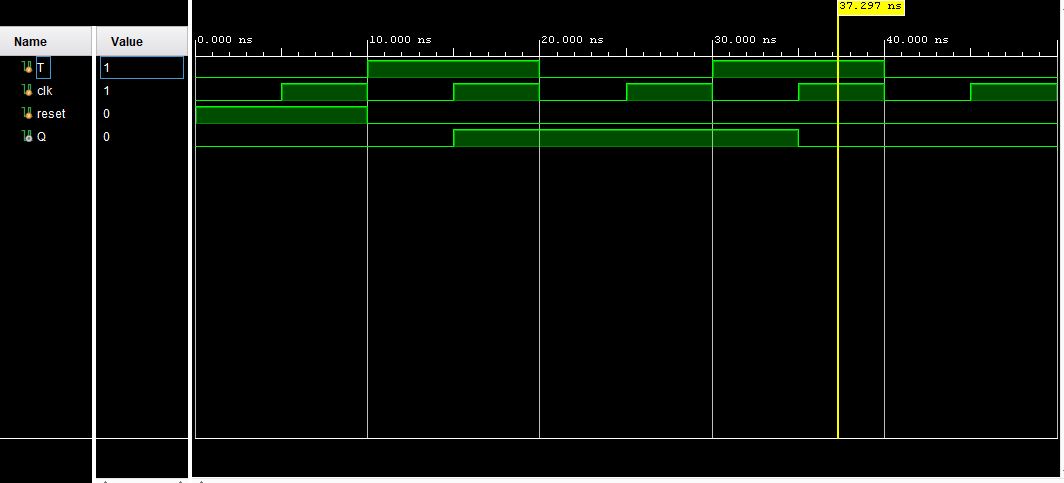 37.297 ns
Name Value
0.000 ns 10.000 ns 20.000 ns 30.000 ns 40.000 ns
T 1
clk 1
reset 0
Q 0